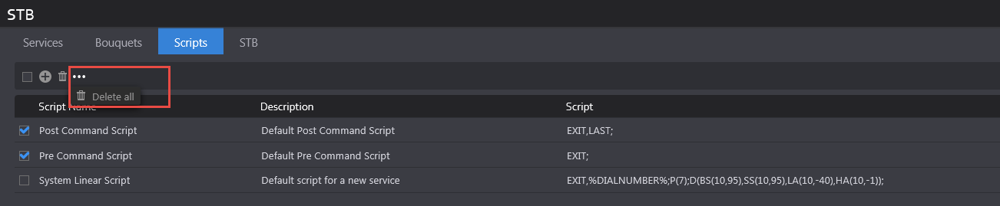 STB
Services Bouquets Scripts STB
Delete all
Script Name Description Script
Post Command Script Default Post Command Script EXIT,LAST;
Pre Command Script Default Pre Command Script EXIT;
System Linear Script Default script for a new service EXIT,%DIALNUMBER%;P(7);D(BS(10,95),SS(10,95),LA(10,-40),HA(10,-1));